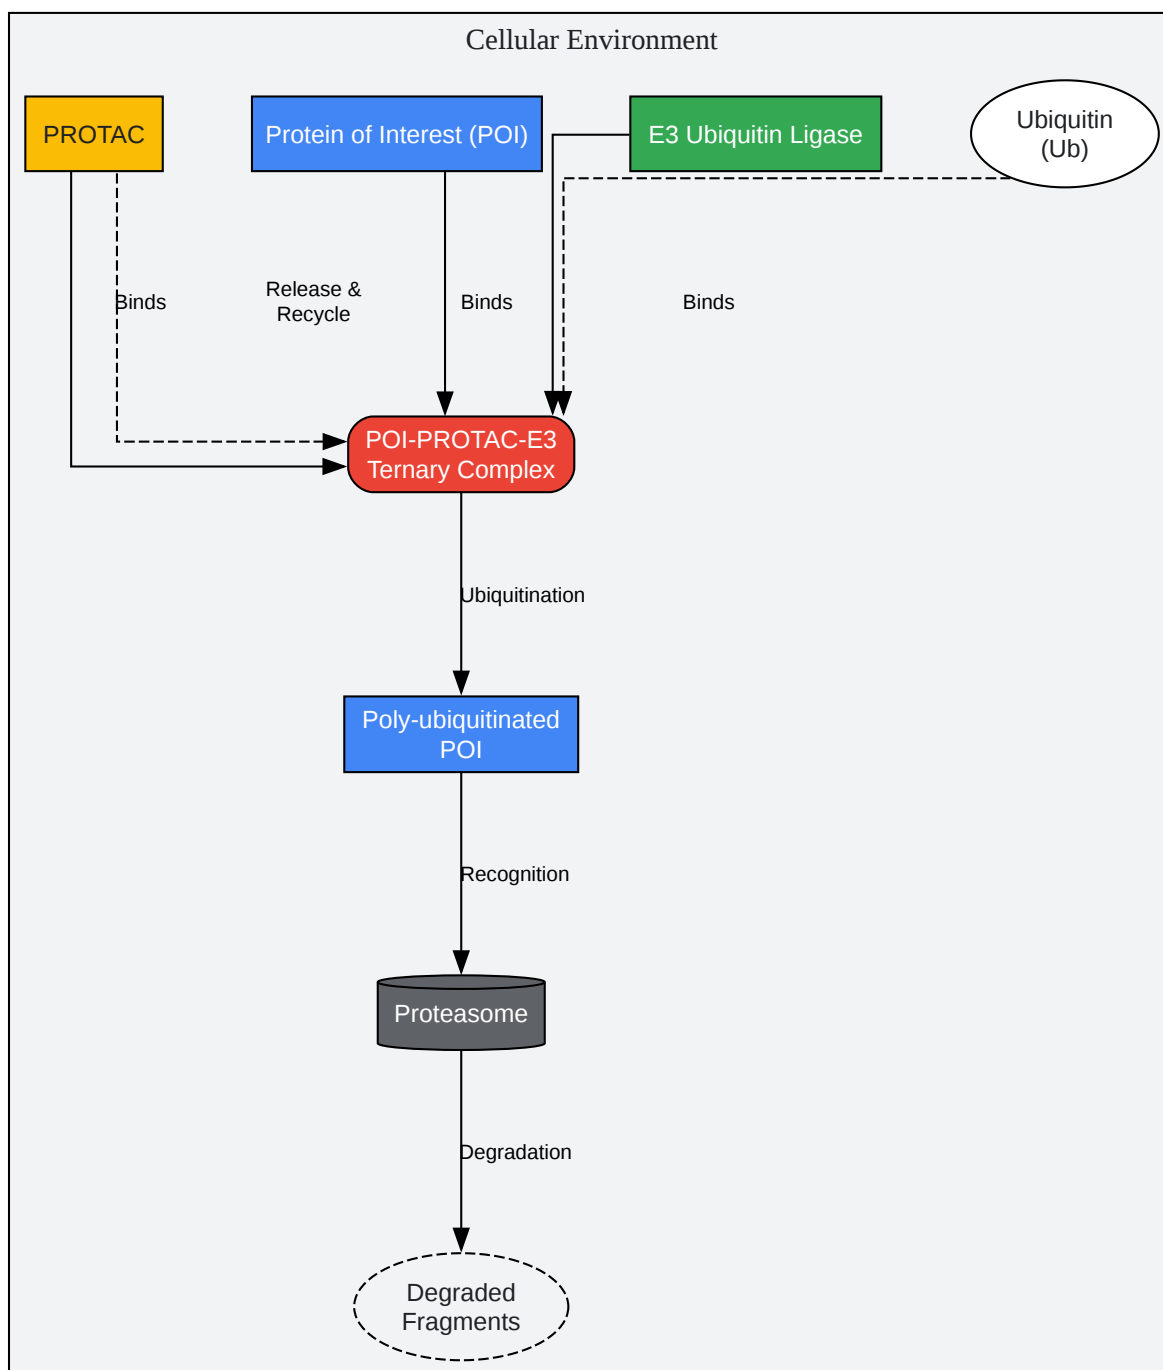 Cellular Environment
PROTAC
Protein of Interest (POI)
E3 Ubiquitin Ligase
Ubiquitin
(Ub)
Binds
Release &
Recycle
Binds
Binds
POI-PROTAC-E3
Ternary Complex
Ubiquitination
Poly-ubiquitinated
POI
Recognition
Proteasome
Degradation
Degraded
Fragments